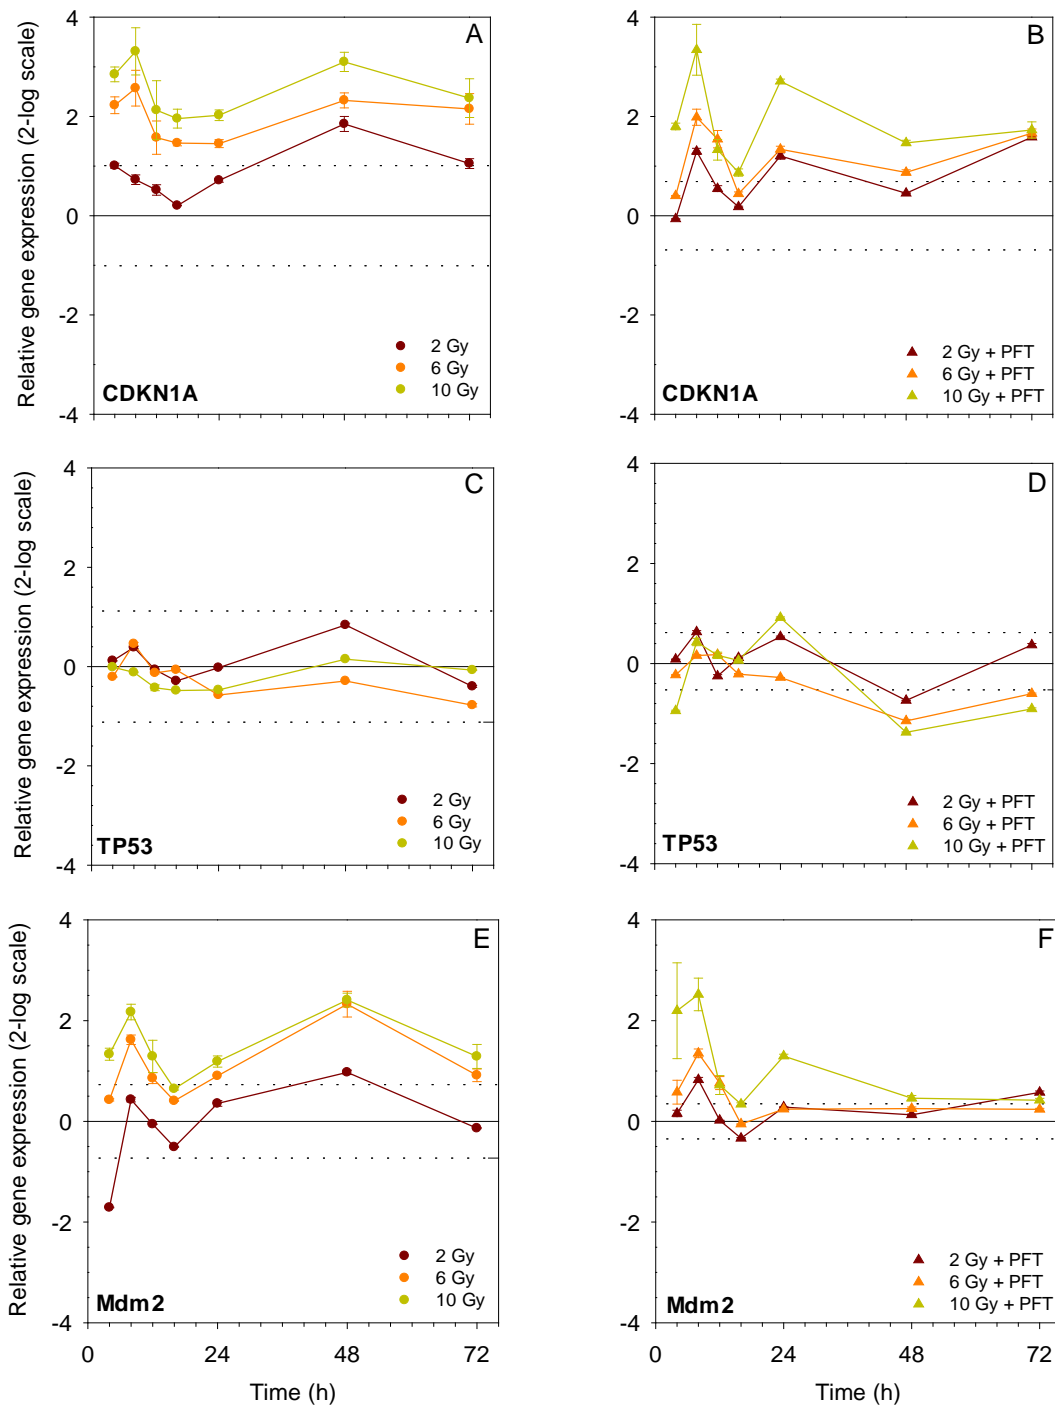 Relative gene expression (2-log scale)
4
2
0
-2
-4
A
2 Gy
6 Gy
10 Gy
CDKN1A
4
2
0
-2
-4
B
2 Gy + PFT
6 Gy + PFT
10 Gy + PFT
CDKN1A
Relative gene expression (2-log scale)
4
2
0
-2
-4
C
2 Gy
6 Gy
10 Gy
TP53
4
2
0
-2
-4
D
2 Gy + PFT
6 Gy + PFT
10 Gy + PFT
TP53
Relative gene expression (2-log scale)
4
2
0
-2
-4
E
2 Gy
6 Gy
10 Gy
Mdm2
0 24 48 72
Time (h)
4
2
0
-2
-4
F
2 Gy + PFT
6 Gy + PFT
10 Gy + PFT
Mdm2
0 24 48 72
Time (h)